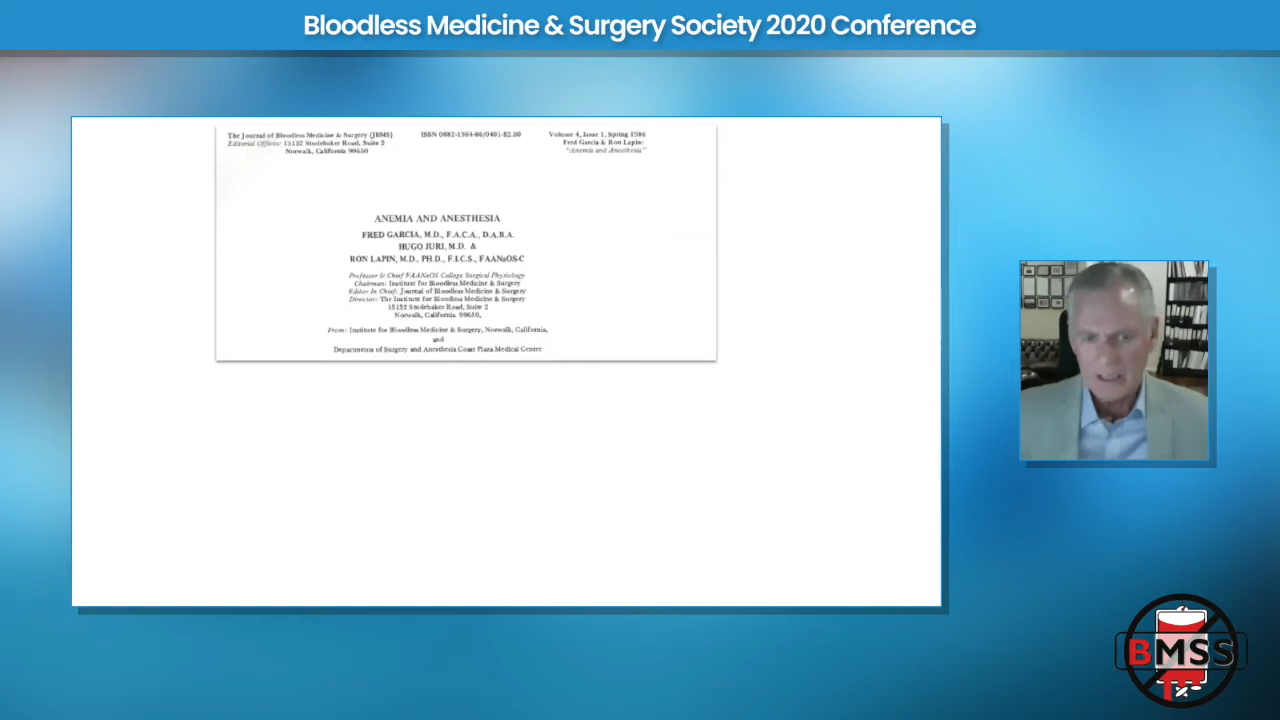 Bloodless Medicine & Surgery Society 2020 Conference
The Journal of Bloodless Medicine & Surgery (JBMS)
Editorial Offices: 13132 Studebaker Road, Suite 2
Norwalk, California 90650
ISSN 0882-1364-86/0401-$2.00
Volume 4, Issue 1, Spring 1986
Fred Garcia & Ron Lapin:
"Anemia and Anesthesia"
ANEMIA AND ANESTHESIA
FRED GARCIA, M.D., F.A.C.A., D.A.B.A.
HUGO JURI, M.D. &
RON LAPIN, M.D., PH.D., F.I.C.S., FAANaOS-C
Professor & Chief FAANaOS College Surgical Physiology
Chairman: Institute for Bloodless Medicine & Surgery
Editor In Chief: Journal of Bloodless Medicine & Surgery
Director: The Institute for Bloodless Medicine & Surgery
13132 Studebaker Road, Suite 2
Norwalk, California 90650,
From: Institute for Bloodless Medicine & Surgery, Norwalk, California,
and
Departments of Surgery and Anesthesia Coast Plaza Medical Center
BMSS